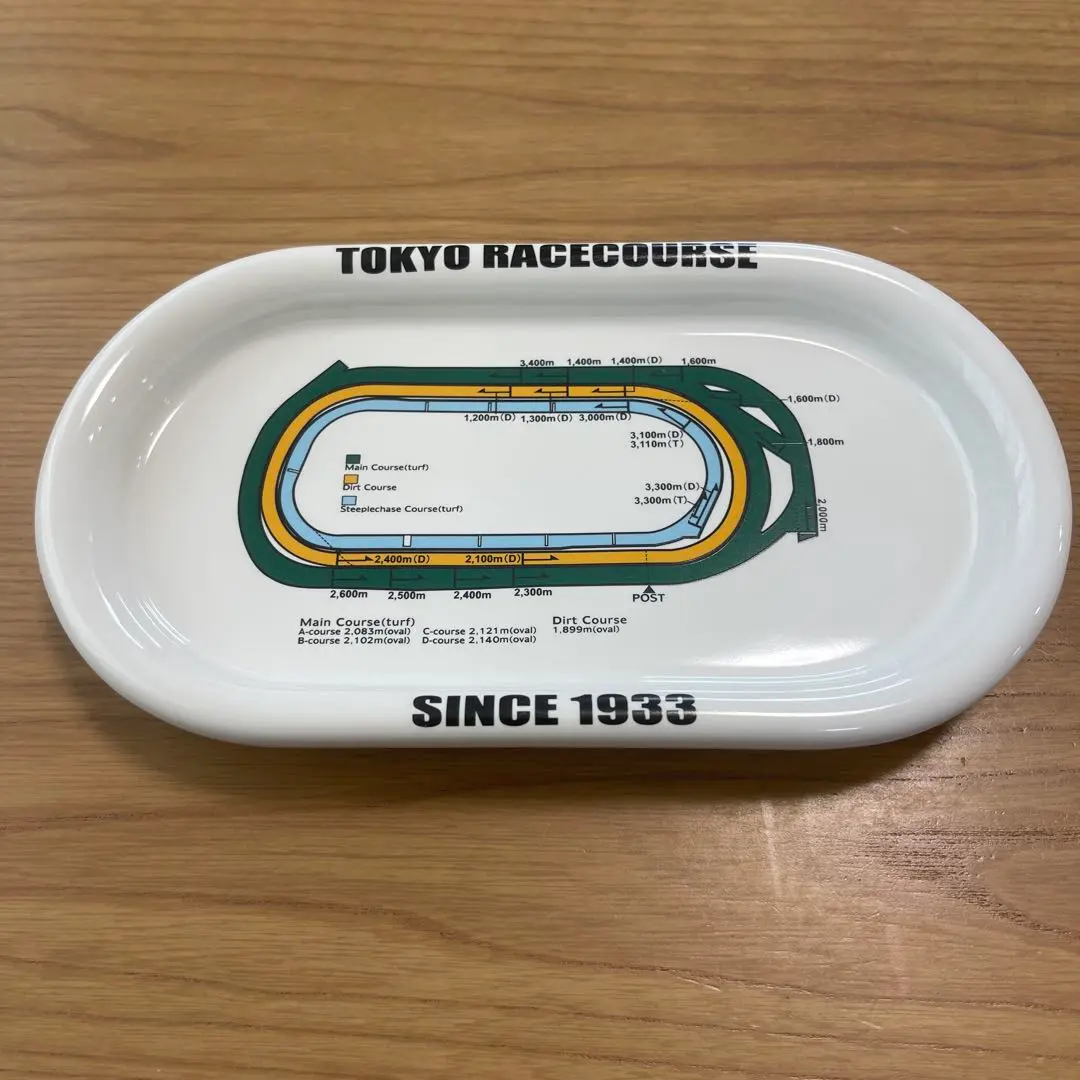 TOKYO RACECOURSE
3,400m 1,400m 1,400m(D) 1,600m
1,600m(D)
1,200m(D) 1,300m(D) 3,000m(D)
3,100m(D)
3,110m(T)
1,800m
Main Course(turf)
Dirt Course
Steeplechase Course(turf)
3,300m(D)
3,300m(T)
2,000m
2,400m(D) 2,100m(D)
2,600m 2,500m 2,400m 2,300m
POST
Main Course(turf) Dirt Course
A-course 2,083m(oval) C-course 2,121m(oval) 1,899m(oval)
B-course 2,102m(oval) D-course 2,140m(oval)
SINCE 1933